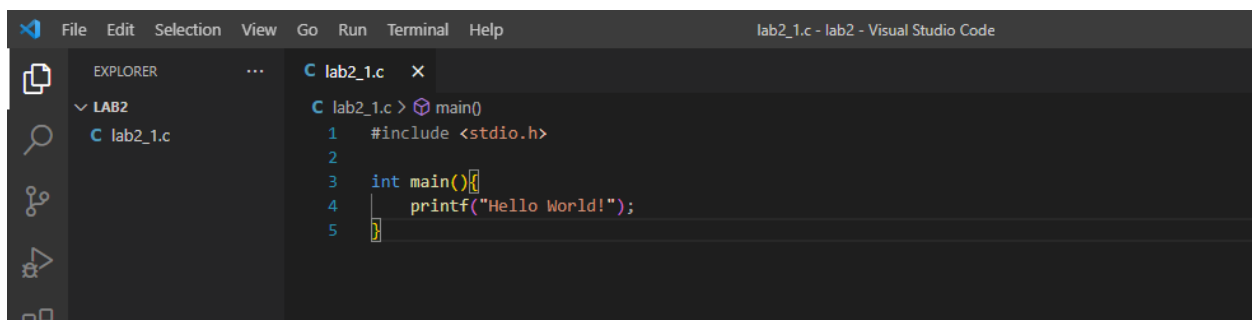 File Edit Selection View Go Run Terminal Help
lab2_1.c - lab2 - Visual Studio Code
EXPLORER ...
LAB2
C lab2_1.c
C lab2_1.c
C lab2_1.c > main()
1 #include <stdio.h>
2
3 int main(){
4     printf("Hello World!");
5 }